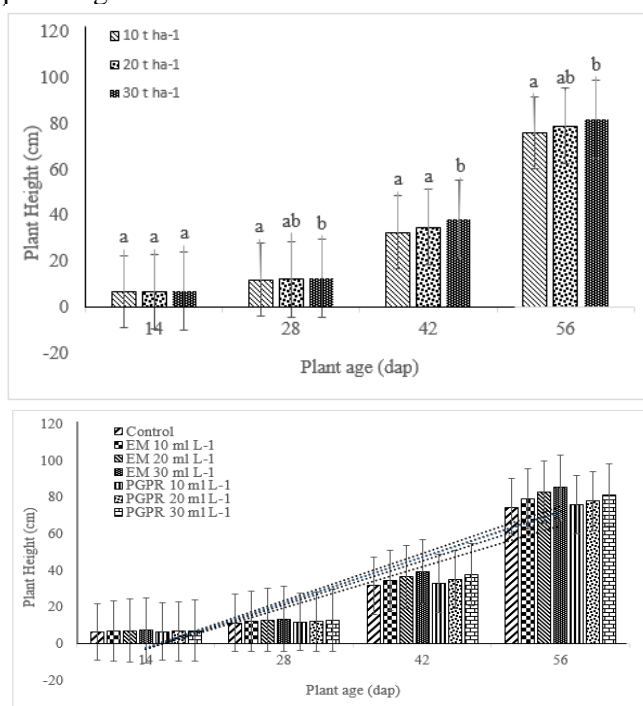 120
10 t ha-1
100
20 t ha-1
30 t ha-1
a ab b
80
Plant Height (cm)
60
a a b
40
a a a
a ab b
20
0
14 28 42 56
-20
Plant age (dap)
120
Control
EM 10 ml L-1
100
EM 20 ml L-1
EM 30 ml L-1
80
PGPR 10 ml L-1
PGPR 20 ml L-1
PGPR 30 ml L-1
Plant Height (cm)
60
40
20
0
14 28 42 56
-20
Plant age (dap)